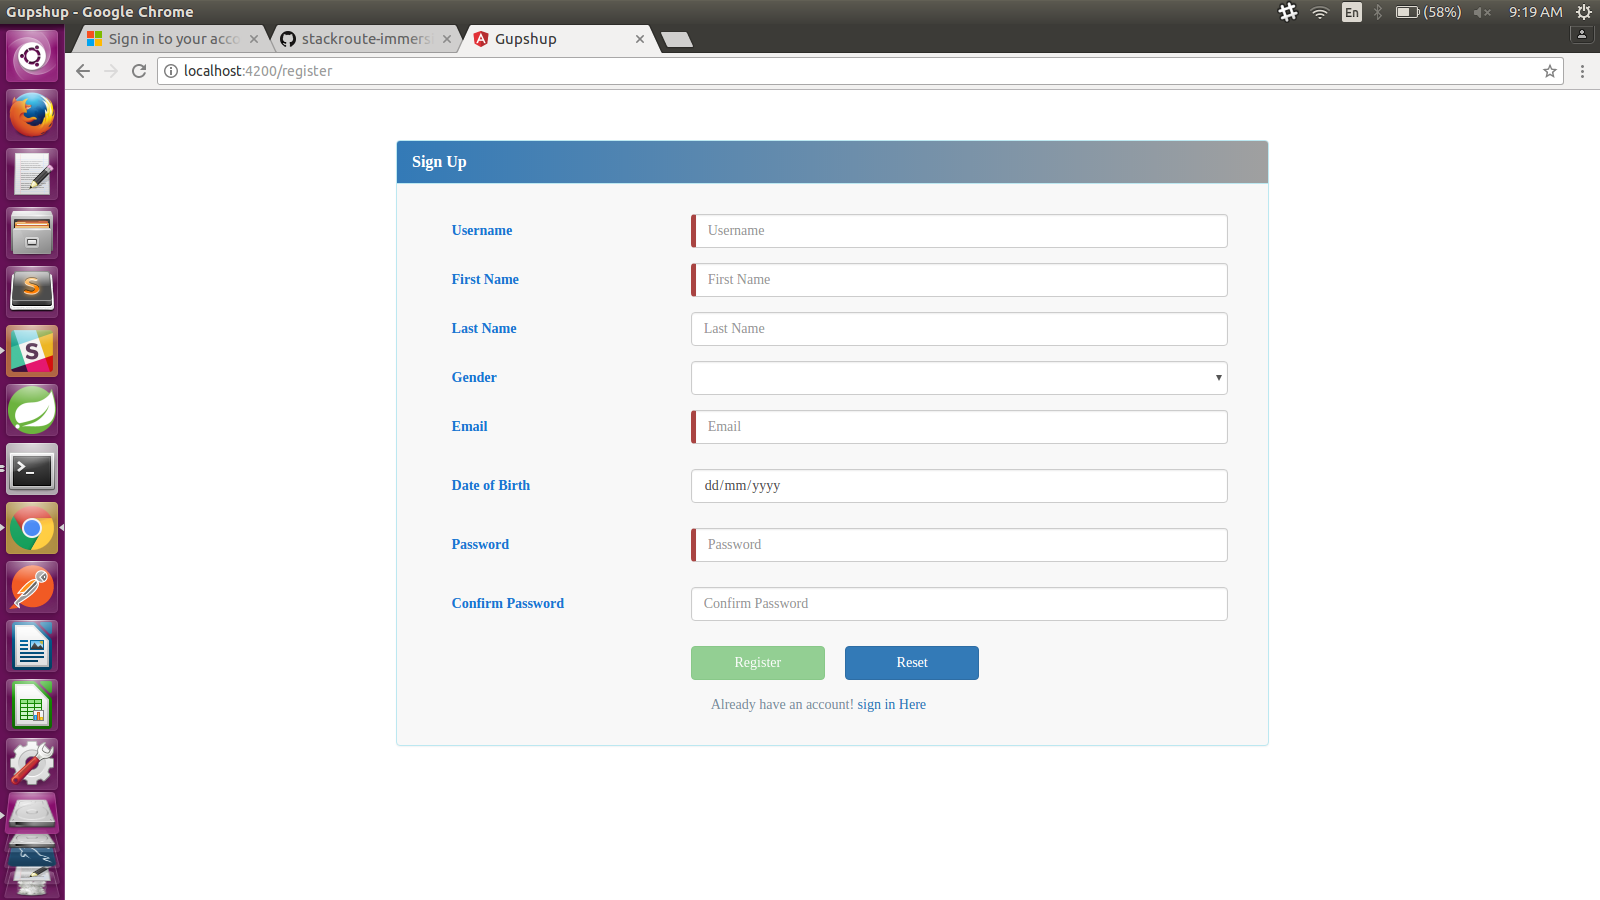 Gupshup - Google Chrome
En
(58%)
9:19 AM
Sign in to your acco
stackroute-immers
Gupshup
localhost:4200/register
Sign Up
Username
Username
First Name
First Name
Last Name
Last Name
Gender
Email
Email
Date of Birth
dd/mm/yyyy
Password
Password
Confirm Password
Confirm Password
Register
Reset
Already have an account! sign in Here